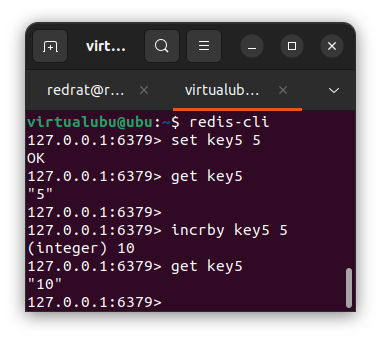 virt...
redrat@r...
virtualub...
virtualubu@ubu:~$ redis-cli
127.0.0.1:6379> set key5 5
OK
127.0.0.1:6379> get key5
"5"
127.0.0.1:6379>
127.0.0.1:6379> incrby key5 5
(integer) 10
127.0.0.1:6379> get key5
"10"
127.0.0.1:6379>